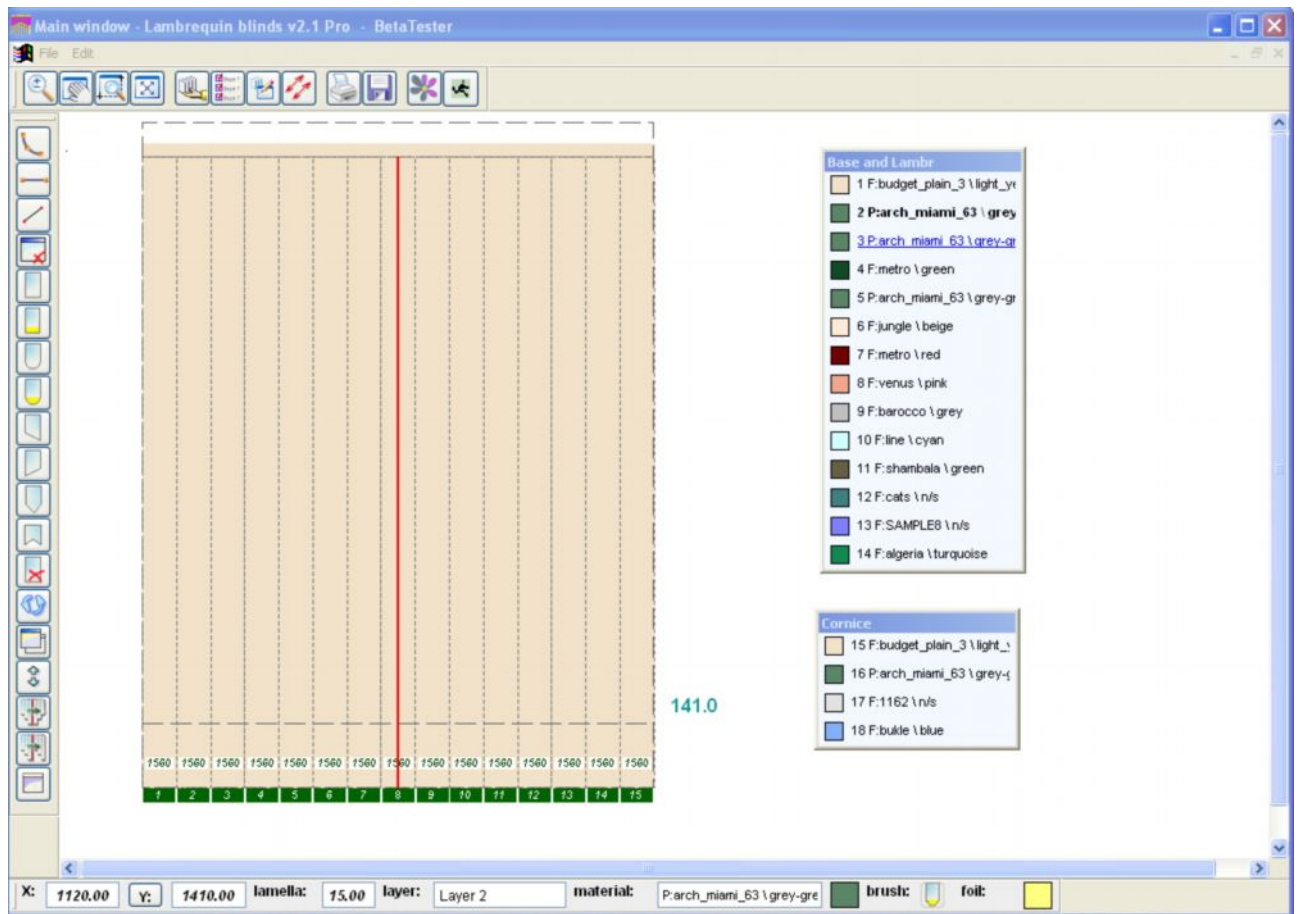 Main window - Lambrequin blinds v2.1 Pro - BetaTester
File Edit
Base and Lambr
1 F:budget_plain_3 \ light_ye
2 P:arch_miami_63 \ grey
3 P:arch_miami_63 \ grey-gr
4 F:metro \ green
5 P:arch_miami_63 \ grey-gr
6 F:jungle \ beige
7 F:metro \ red
8 F:venus \ pink
9 F:barocco \ grey
10 F:line \ cyan
11 F:shambala \ green
12 F:cats \ n/s
13 F:SAMPLE8 \ n/s
14 F:algeria \ turquoise
Cornice
15 F:budget_plain_3 \ light_y
16 P:arch_miami_63 \ grey-g
17 F:1162 \ n/s
18 F:bukle \ blue
141.0
1560 1560 1560 1560 1560 1560 1560 1560 1560 1560 1560 1560 1560 1560 1560
1 2 3 4 5 6 7 8 9 10 11 12 13 14 15
X: 1120.00 Y: 1410.00 lamella: 15.00 layer: Layer 2 material: P:arch_miami_63 \ grey-gre brush: foil: